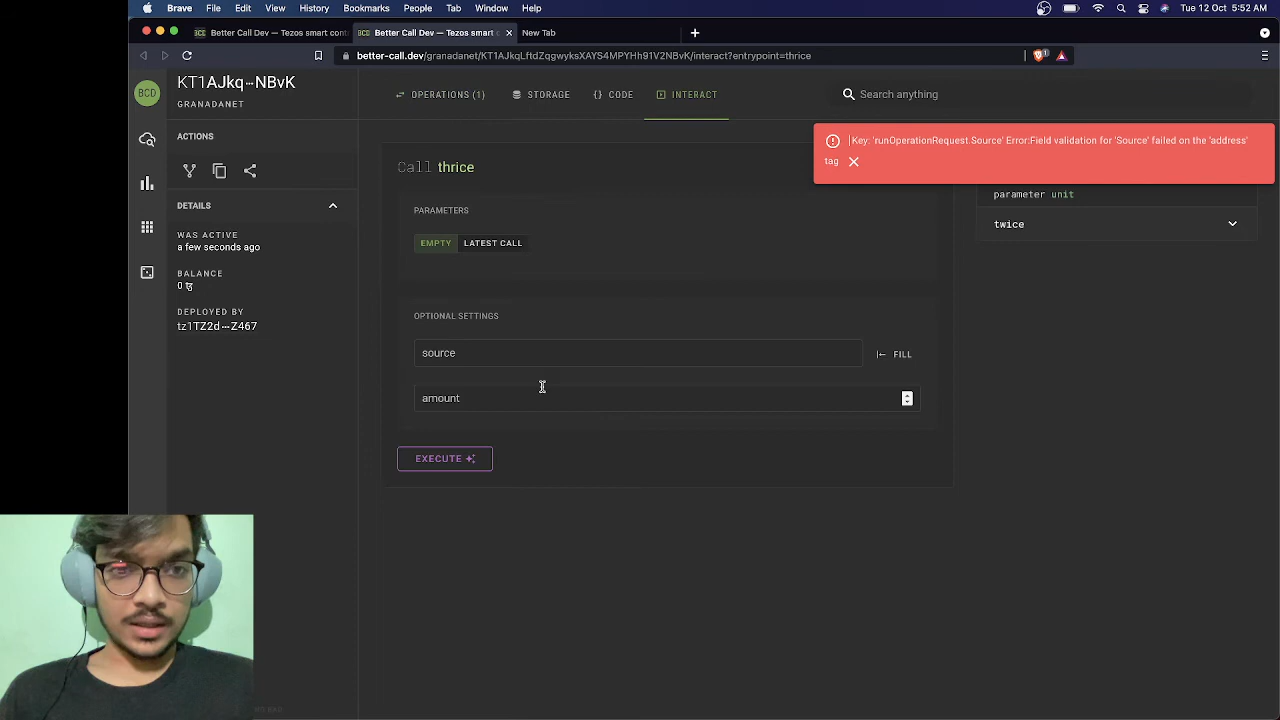 Brave File Edit View History Bookmarks People Tab Window Help Tue 12 Oct 5:52 AM
BCD Better Call Dev — Tezos smart cont BCD Better Call Dev — Tezos smart c New Tab
better-call.dev/granadanet/KT1AJkqLftdZqgwyksXAYS4MPYHh91V2NBvK/interact?entrypoint=thrice
BCD
KT1AJkq···NBvK
GRANADANET
OPERATIONS (1) STORAGE CODE INTERACT
Search anything
ACTIONS
DETAILS
WAS ACTIVE
a few seconds ago
BALANCE
0 ꜩ
DEPLOYED BY
tz1TZ2d···Z467
Call thrice
PARAMETERS
EMPTY LATEST CALL
OPTIONAL SETTINGS
source
FILL
amount
EXECUTE
Key: 'runOperationRequest.Source' Error:Field validation for 'Source' failed on the 'address'
tag
parameter unit
twice